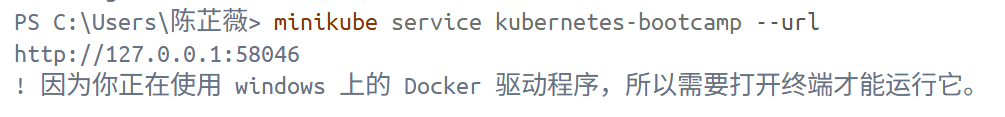 PS C:\Users\陈芷薇> minikube service kubernetes-bootcamp --url
http://127.0.0.1:58046
! 因为你正在使用 windows 上的 Docker 驱动程序，所以需要打开终端才能运行它。